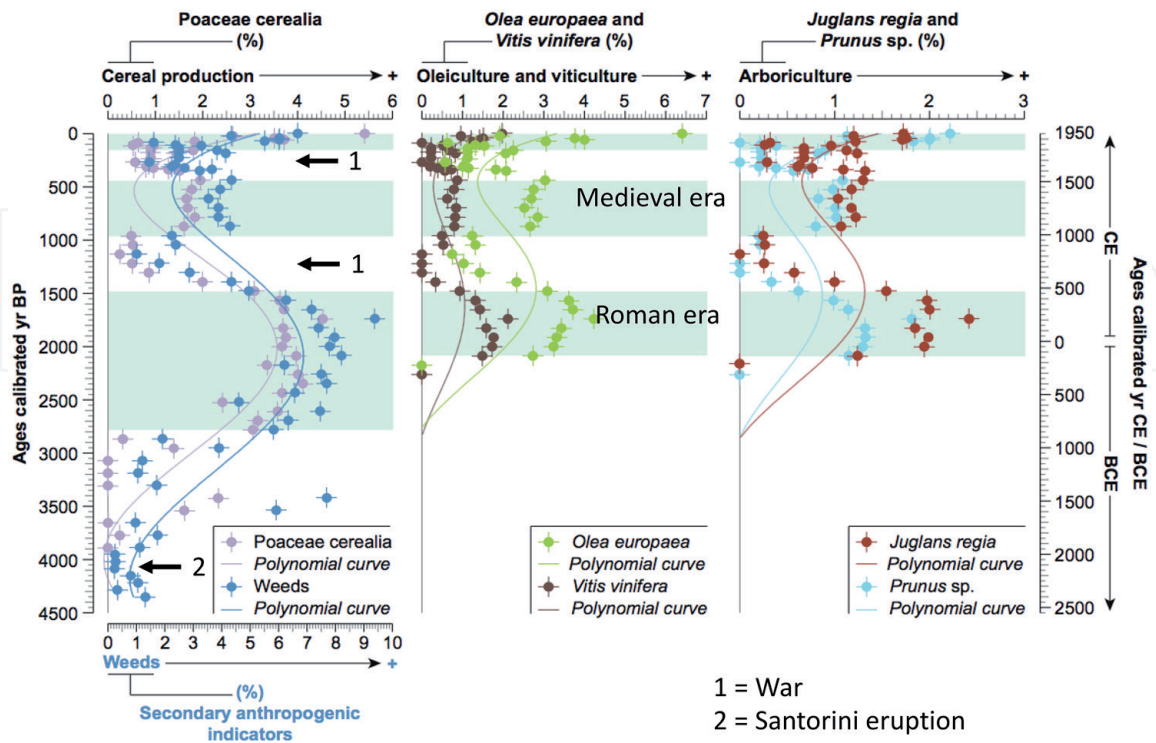 Poaceae cerealia
(%)
Cereal production +
0 1 2 3 4 5 6
Olea europaea and
Vitis vinifera (%)
Oleiculture and viticulture +
0 1 2 3 4 5 6 7
Juglans regia and
Prunus sp. (%)
Arboriculture +
0 1 2 3
Ages calibrated yr BP
0
500
1000
1500
2000
2500
3000
3500
4000
4500
1
1
2
Medieval era
Roman era
Poaceae cerealia
Polynomial curve
Weeds
Polynomial curve
Olea europaea
Polynomial curve
Vitis vinifera
Polynomial curve
Juglans regia
Polynomial curve
Prunus sp.
Polynomial curve
1950
1500
1000
500
0
500
1000
1500
2000
2500
CE
BCE
Ages calibrated yr CE / BCE
0 1 2 3 4 5 6 7 8 9 10
Weeds +
(%)
Secondary anthropogenic
indicators
1 = War
2 = Santorini eruption